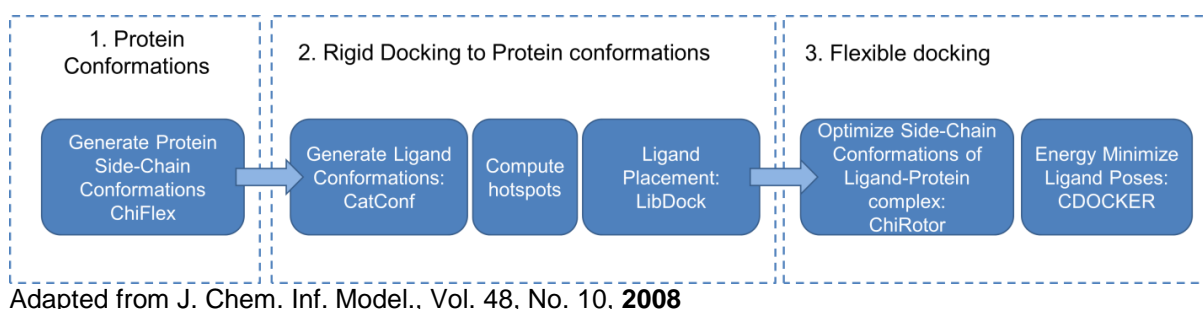 1. Protein
Conformations
2. Rigid Docking to Protein conformations
3. Flexible docking
Generate Protein
Side-Chain
Conformations
ChiFlex
Generate Ligand
Conformations:
CatConf
Compute
hotspots
Ligand
Placement:
LibDock
Optimize Side-Chain
Conformations of
Ligand-Protein
complex:
ChiRotor
Energy Minimize
Ligand Poses:
CDOCKER
Adapted from J. Chem. Inf. Model., Vol. 48, No. 10, 2008